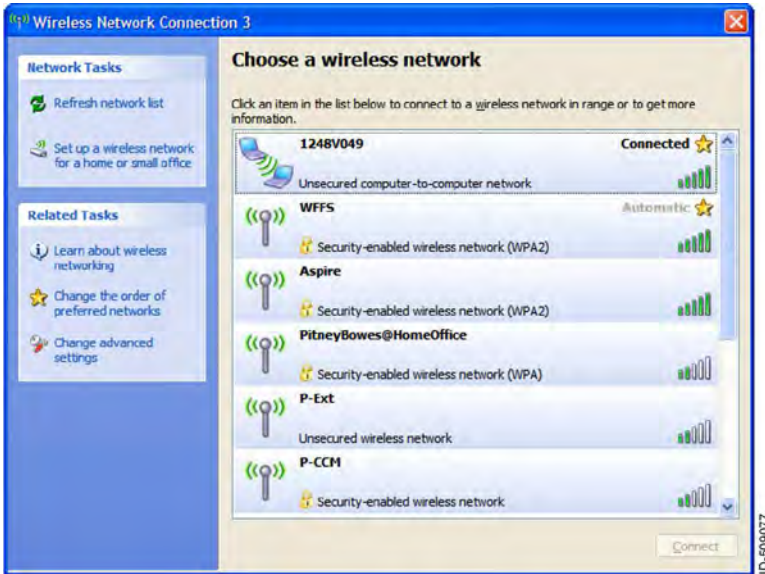 Wireless Network Connection 3
Network Tasks
Refresh network list
Set up a wireless network
for a home or small office
Related Tasks
Learn about wireless
networking
Change the order of
preferred networks
Change advanced
settings
Choose a wireless network
Click an item in the list below to connect to a wireless network in range or to get more
information.
1248V049 Connected
Unsecured computer-to-computer network
WFFS Automatic
Security-enabled wireless network (WPA2)
Aspire
Security-enabled wireless network (WPA2)
PitneyBowes@HomeOffice
Security-enabled wireless network (WPA)
P-Ext
Unsecured wireless network
P-CCM
Security-enabled wireless network
Connect